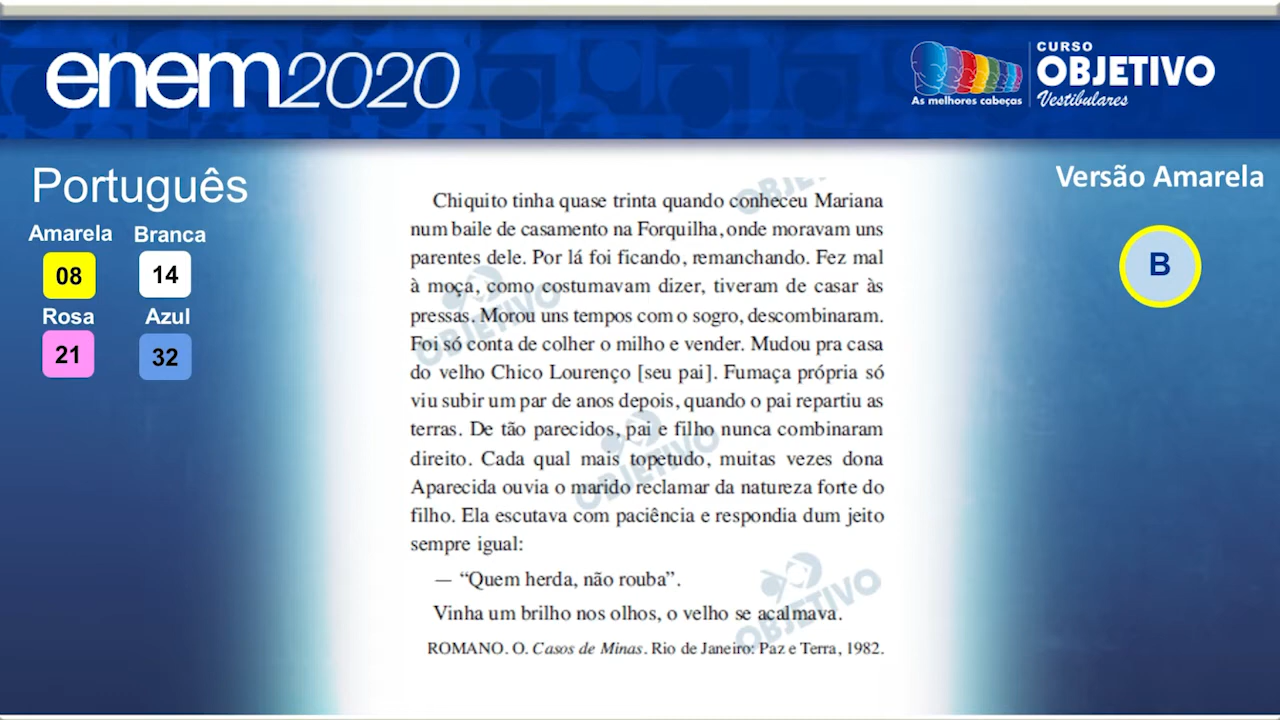 enem2020
CURSO
OBJETIVO
Vestibulares
As melhores cabeças
Português
Amarela Branca
08 14
Rosa Azul
21 32
Versão Amarela
B
Chiquito tinha quase trinta quando conheceu Mariana
num baile de casamento na Forquilha, onde moravam uns
parentes dele. Por lá foi ficando, remanchando. Fez mal
à moça, como costumavam dizer, tiveram de casar às
pressas. Morou uns tempos com o sogro, descombinaram.
Foi só conta de colher o milho e vender. Mudou pra casa
do velho Chico Lourenço [seu pai]. Fumaça própria só
viu subir um par de anos depois, quando o pai repartiu as
terras. De tão parecidos, pai e filho nunca combinaram
direito. Cada qual mais topetudo, muitas vezes dona
Aparecida ouvia o marido reclamar da natureza forte do
filho. Ela escutava com paciência e respondia dum jeito
sempre igual:
— “Quem herda, não rouba”.
Vinha um brilho nos olhos, o velho se acalmava.
ROMANO. O. Casos de Minas. Rio de Janeiro: Paz e Terra, 1982.
OBJETIVO
OBJETIVO
OBJETIVO
OBJETIVO